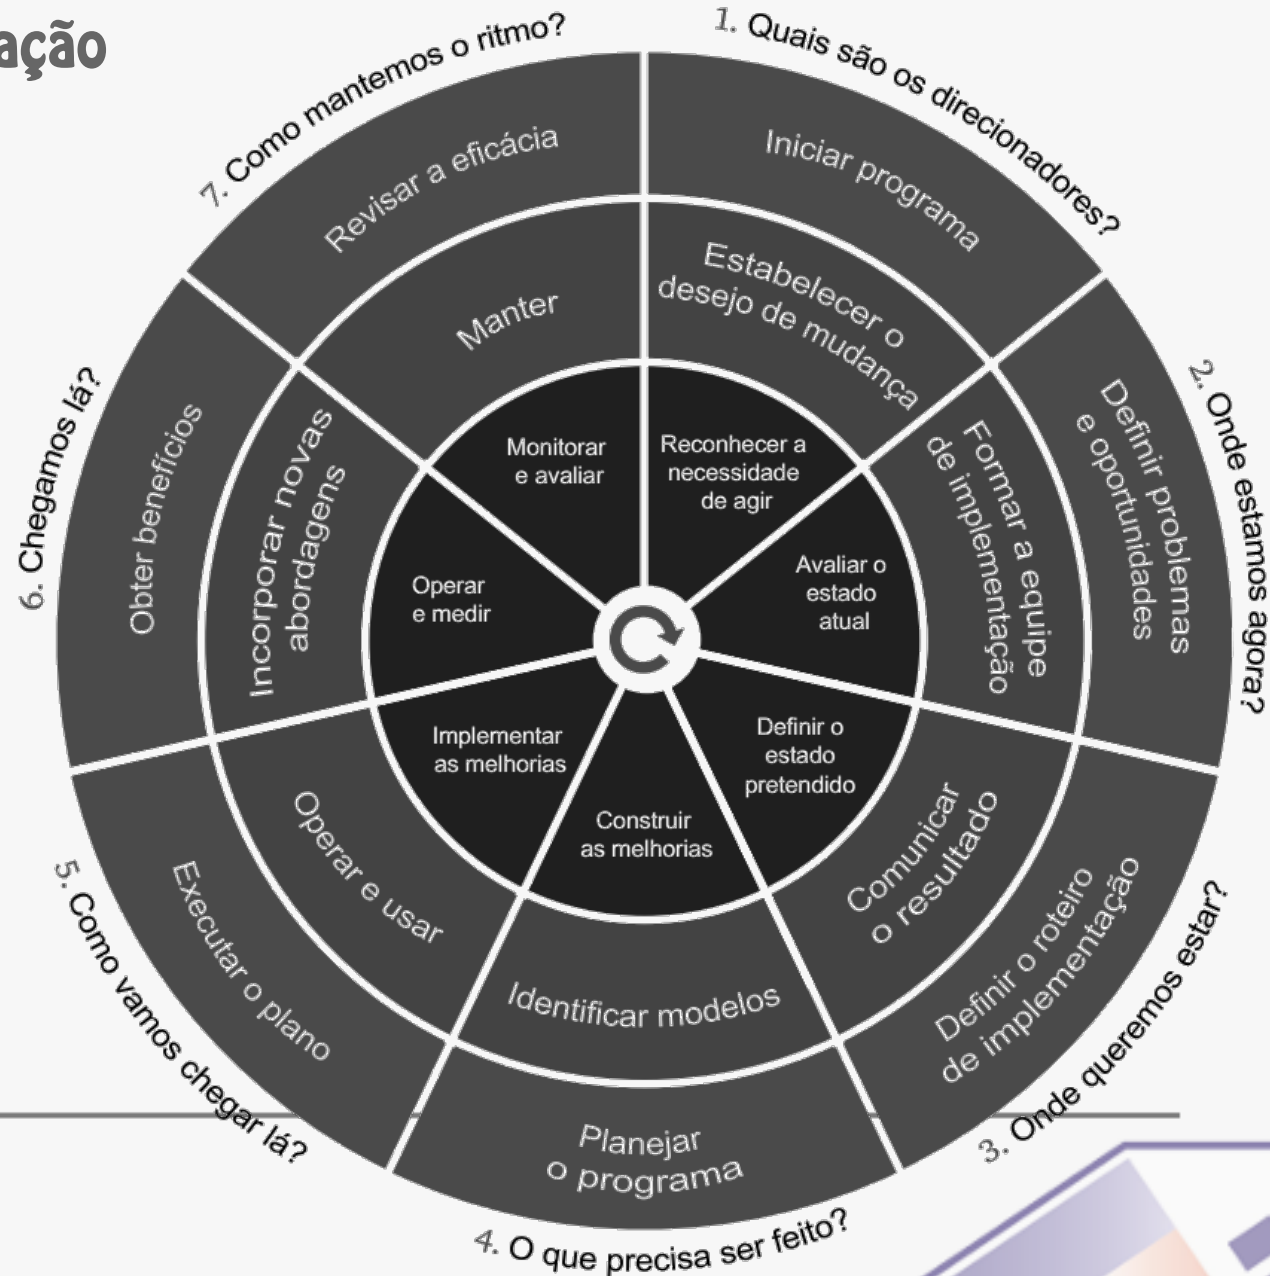 ação
1. Quais são os direcionadores?
Iniciar programa
Estabelecer o
desejo de mudança
Reconhecer a
necessidade
de agir
2. Onde estamos agora?
Definir problemas
e oportunidades
Formar a equipe
de implementação
Avaliar o
estado
atual
3. Onde queremos estar?
Definir o roteiro
de implementação
Comunicar
o resultado
Definir o
estado
pretendido
4. O que precisa ser feito?
Planejar
o programa
Identificar modelos
Construir
as melhorias
5. Como vamos chegar lá?
Executar o plano
Operar e usar
Implementar
as melhorias
6. Chegamos lá?
Obter benefícios
Incorporar novas
abordagens
Operar
e medir
7. Como mantemos o ritmo?
Revisar a eficácia
Manter
Monitorar
e avaliar